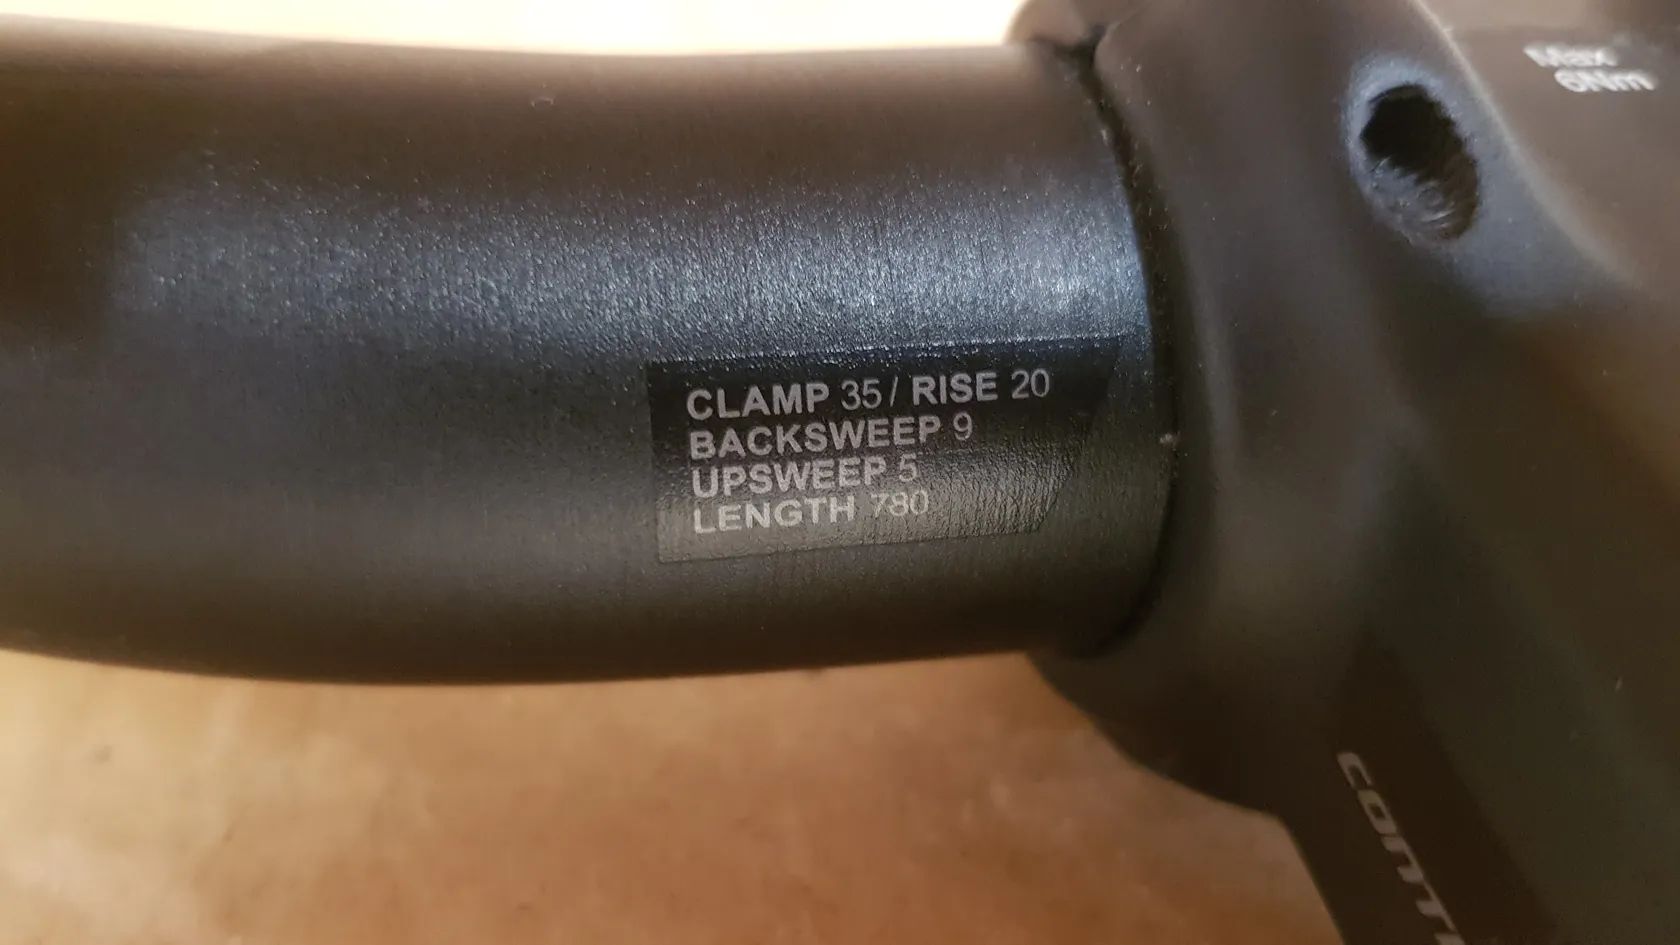 Max
6Nm
CLAMP 35 / RISE 20
BACKSWEEP 9
UPSWEEP 5
LENGTH 780